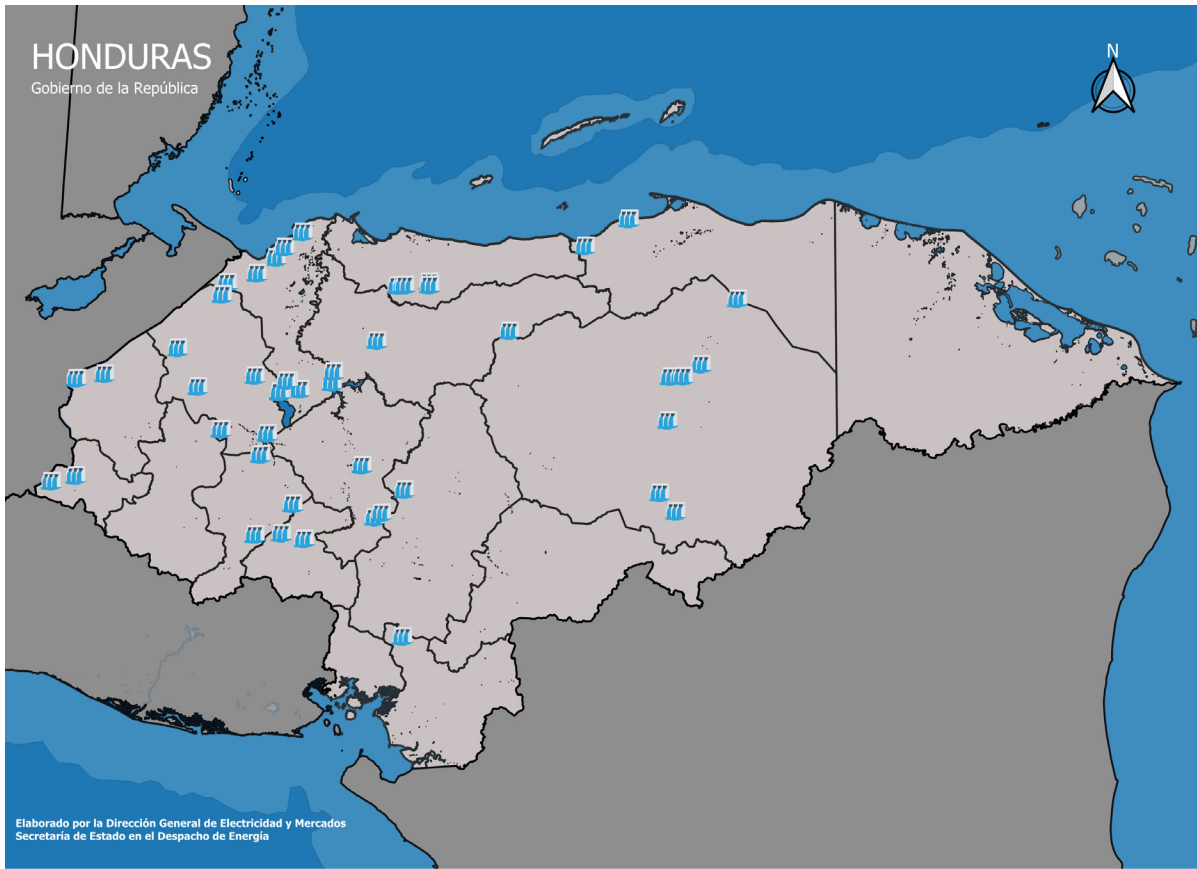 HONDURAS
Gobierno de la República
N
Elaborado por la Dirección General de Electricidad y Mercados
Secretaría de Estado en el Despacho de Energía